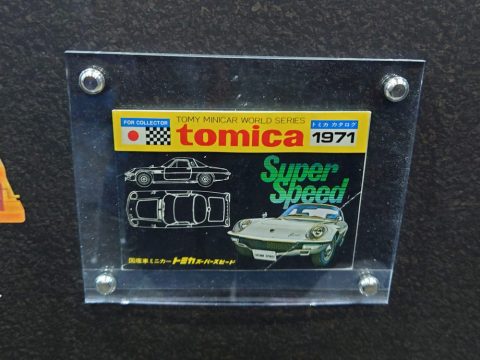 FOR COLLECTOR
TOMY MINICAR WORLD SERIES
トミカ カタログ
tomica
1971
Super
Speed
国産車ミニカー トミカ スーパースピード